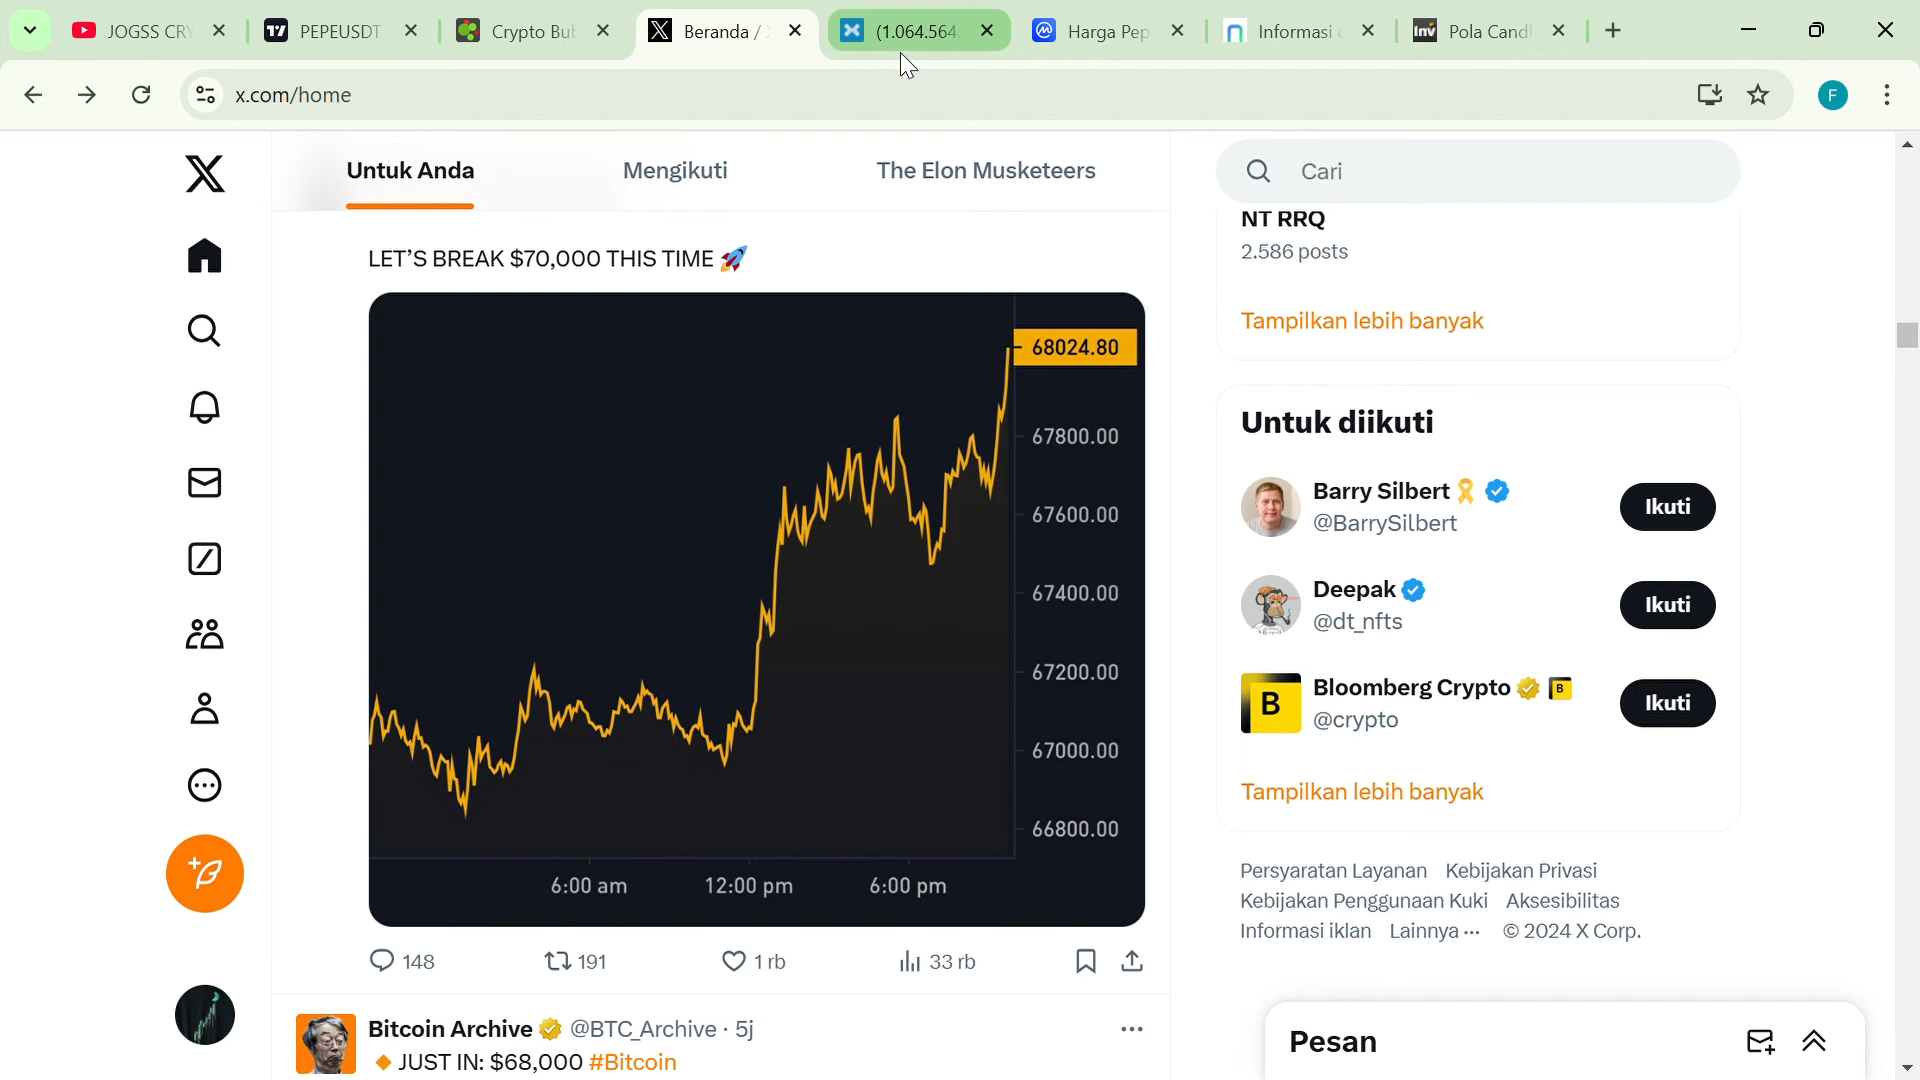 JOGSS CRY
PEPEUSDT
Crypto Bub
Beranda /
(1.064.564
Harga Pep
Informasi
Pola Candl
x.com/home
Untuk Anda
Mengikuti
The Elon Musketeers
Cari
LET’S BREAK $70,000 THIS TIME 🚀
68024.80
67800.00
67600.00
67400.00
67200.00
67000.00
66800.00
6:00 am
12:00 pm
6:00 pm
148
191
1 rb
33 rb
Bitcoin Archive @BTC_Archive · 5j
🔸 JUST IN: $68,000 #Bitcoin
NT RRQ
2.586 posts
Tampilkan lebih banyak
Untuk diikuti
Barry Silbert 🎗
@BarrySilbert
Ikuti
Deepak
@dt_nfts
Ikuti
B
Bloomberg Crypto B
@crypto
Ikuti
Tampilkan lebih banyak
Persyaratan Layanan Kebijakan Privasi
Kebijakan Penggunaan Kuki Aksesibilitas
Informasi iklan Lainnya ··· © 2024 X Corp.
Pesan
F
Inv